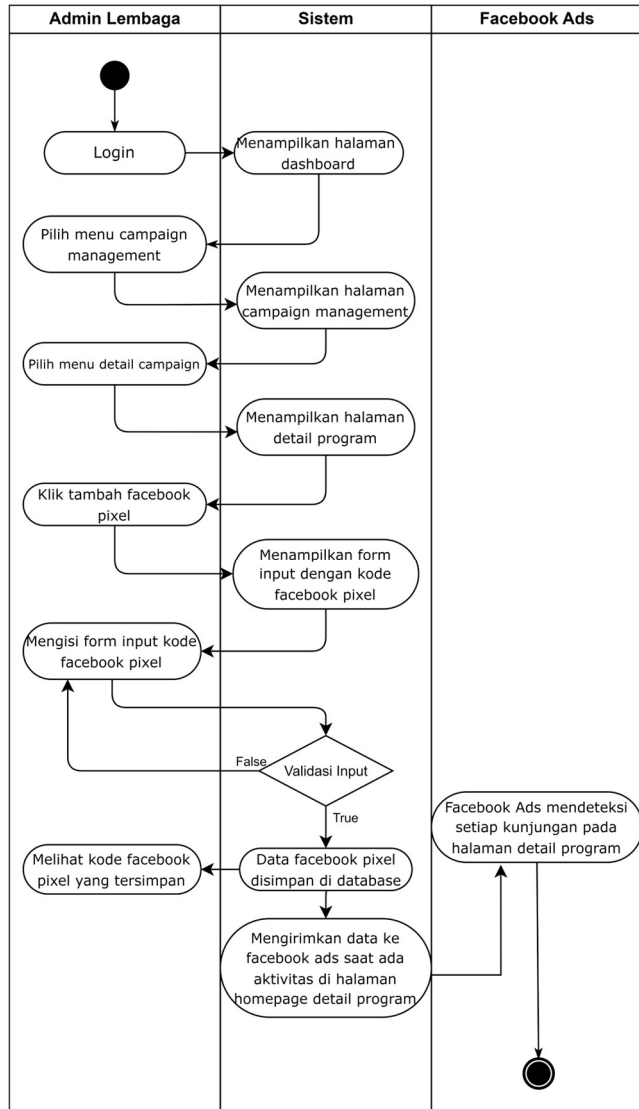 Admin Lembaga
Sistem
Facebook Ads
Login
Menampilkan halaman
dashboard
Pilih menu campaign
management
Menampilkan halaman
campaign management
Pilih menu detail campaign
Menampilkan halaman
detail program
Klik tambah facebook
pixel
Menampilkan form
input dengan kode
facebook pixel
Mengisi form input kode
facebook pixel
False
Validasi Input
True
Facebook Ads mendeteksi
setiap kunjungan pada
halaman detail program
Melihat kode facebook
pixel yang tersimpan
Data facebook pixel
disimpan di database
Mengirimkan data ke
facebook ads saat ada
aktivitas di halaman
homepage detail program